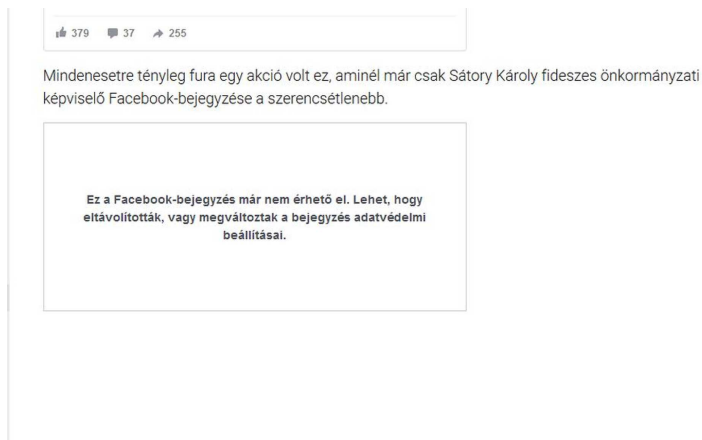 379 37 255
Mindenesetre tényleg fura egy akció volt ez, aminél már csak Sátory Károly fideszes önkormányzati
képviselő Facebook-bejegyzése a szerencsétlenebb.
Ez a Facebook-bejegyzés már nem érhető el. Lehet, hogy
eltávolították, vagy megváltoztak a bejegyzés adatvédelmi
beállításai.